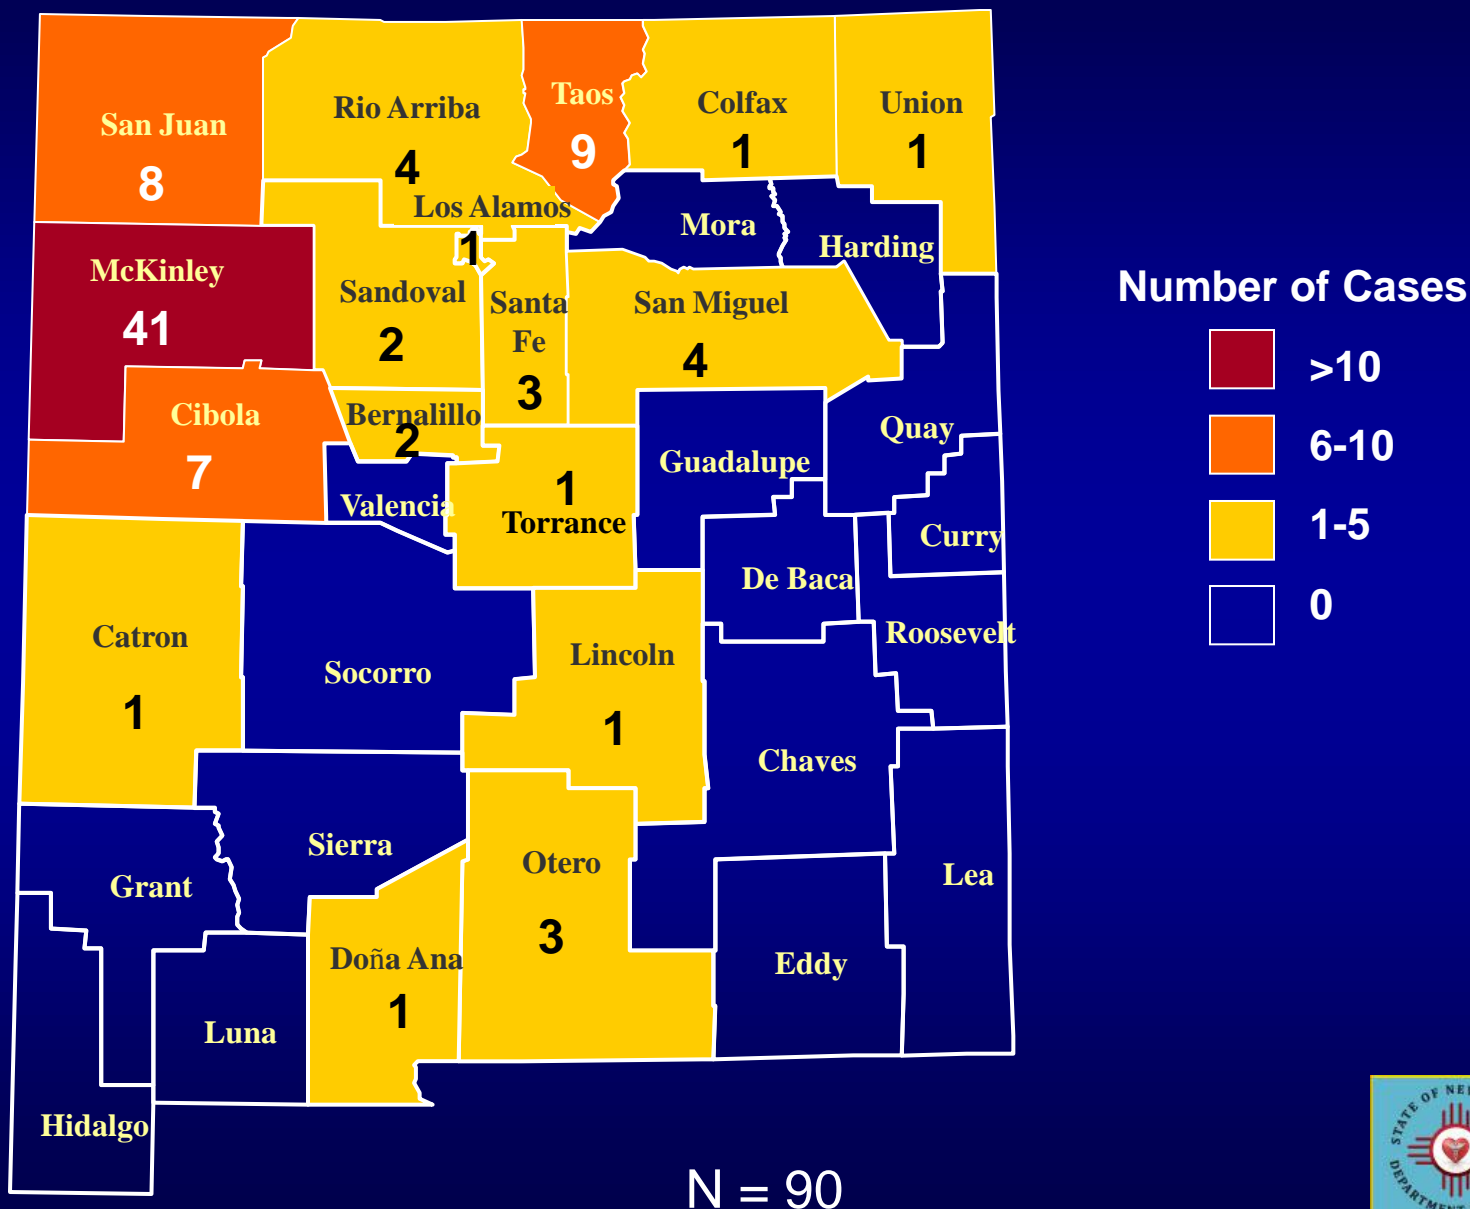 San Juan
8
Rio Arriba
4
Taos
9
Colfax
1
Union
1
Los Alamos
1
Mora
Harding
McKinley
41
Sandoval
2
Santa
Fe
3
San Miguel
4
Cibola
7
Bernalillo
2
Valencia
1
Torrance
Guadalupe
Quay
Curry
De Baca
Roosevelt
Catron
1
Socorro
Lincoln
1
Chaves
Sierra
Grant
Otero
3
Lea
Doña Ana
1
Eddy
Luna
Hidalgo
Number of Cases
>10
6-10
1-5
0
N = 90
STATE OF